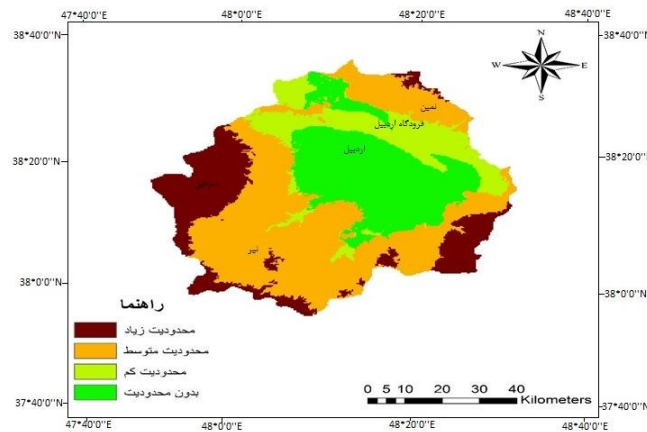 47°40'0"E 48°0'0"E 48°20'0"E 48°40'0"E
38°40'0"N 38°40'0"N
N
W E
S
نمین
فرودگاه اردبیل
اردبیل
38°20'0"N 38°20'0"N
نیر
38°0'0"N 38°0'0"N
راهنما
محدودیت زیاد
محدودیت متوسط
محدودیت کم
بدون محدودیت
0 5 10 20 30 40
Kilometers
37°40'0"N 37°40'0"N
47°40'0"E 48°0'0"E 48°20'0"E 48°40'0"E